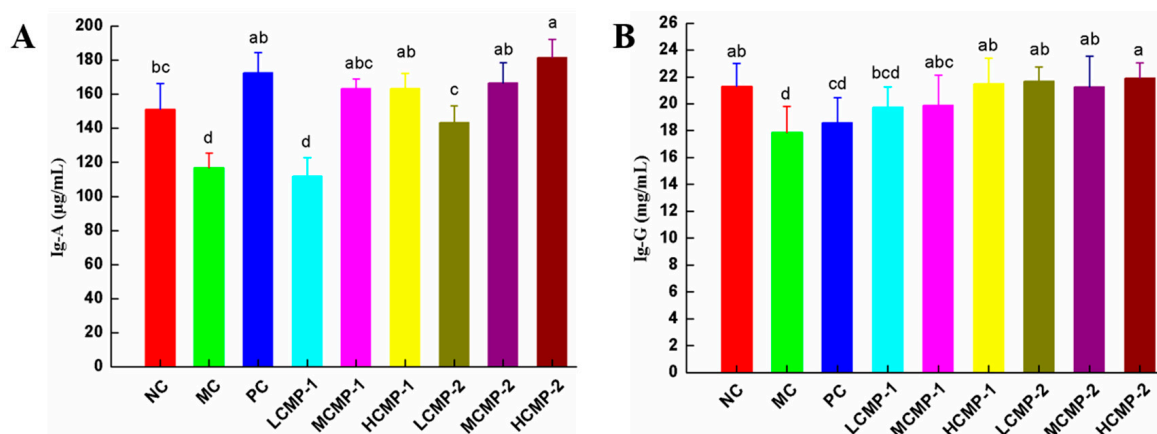 A
Ig-A (μg/mL)
200
180
160
140
120
100
80
60
40
20
0
bc
d
ab
d
abc
ab
c
ab
a
NC
MC
PC
LCMP-1
MCMP-1
HCMP-1
LCMP-2
MCMP-2
HCMP-2
B
Ig-G (mg/mL)
26
24
22
20
18
16
14
12
10
8
6
4
2
0
ab
d
cd
bcd
abc
ab
ab
ab
a
NC
MC
PC
LCMP-1
MCMP-1
HCMP-1
LCMP-2
MCMP-2
HCMP-2